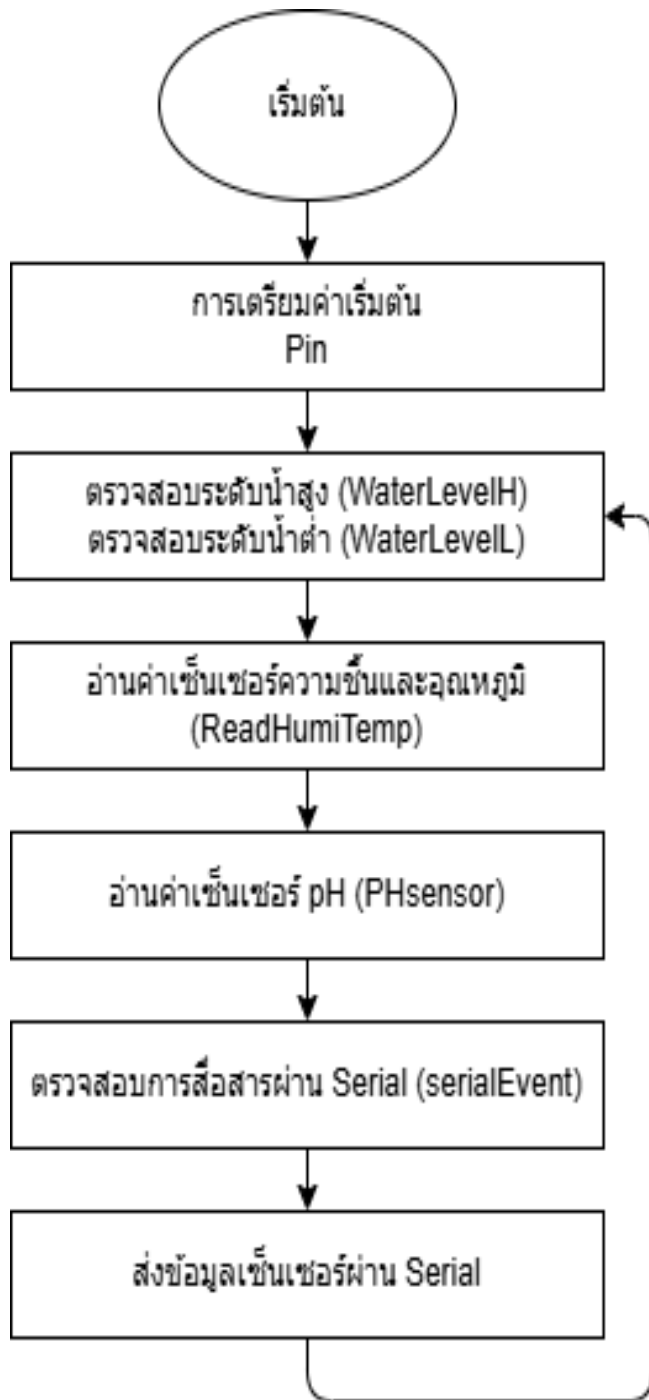 เริ่มต้น
การเตรียมค่าเริ่มต้น
Pin
ตรวจสอบระดับน้ำสูง (WaterLevelH)
ตรวจสอบระดับน้ำต่ำ (WaterLevelL)
อ่านค่าเซ็นเซอร์ความชื้นและอุณหภูมิ
(ReadHumiTemp)
อ่านค่าเซ็นเซอร์ pH (PHsensor)
ตรวจสอบการสื่อสารผ่าน Serial (serialEvent)
ส่งข้อมูลเซ็นเซอร์ผ่าน Serial